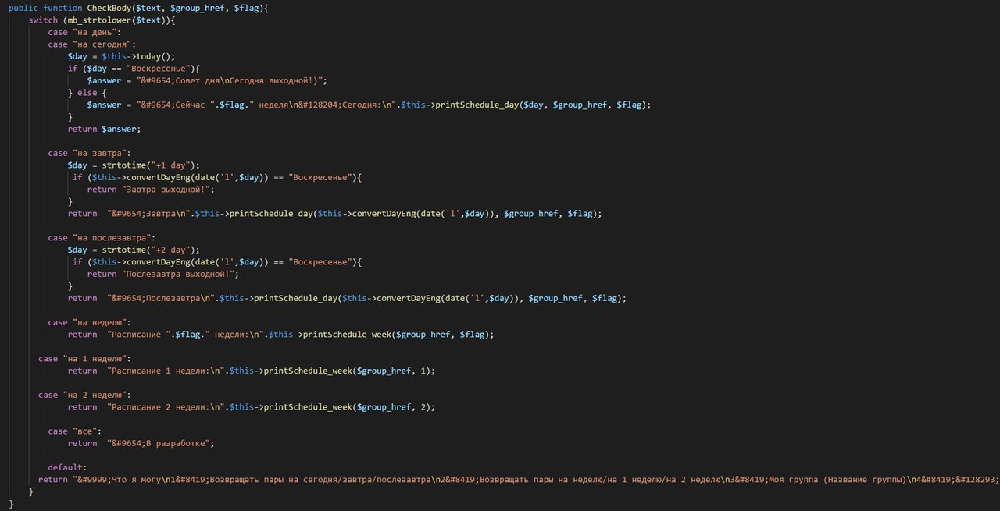 public function CheckBody($text, $group_href, $flag){
switch (mb_strtolower($text)){
case "на день":
case "на сегодня":
$day = $this->today();
if ($day == "Воскресенье"){
$answer = "&#9654;Совет дня\nСегодня выходной!)";
} else {
$answer = "&#9654;Сейчас ".$flag." неделя\n&#128204;Сегодня:\n".$this->printSchedule_day($day, $group_href, $flag);
}
return $answer;
case "на завтра":
$day = strtotime("+1 day");
if ($this->convertDayEng(date('l',$day)) == "Воскресенье"){
return "Завтра выходной!";
}
return  "&#9654;Завтра\n".$this->printSchedule_day($this->convertDayEng(date('l',$day)), $group_href, $flag);
case "на послезавтра":
$day = strtotime("+2 day");
if ($this->convertDayEng(date('l',$day)) == "Воскресенье"){
return "Послезавтра выходной!";
}
return  "&#9654;Послезавтра\n".$this->printSchedule_day($this->convertDayEng(date('l',$day)), $group_href, $flag);
case "на неделю":
return  "Расписание ".$flag." недели:\n".$this->printSchedule_week($group_href, $flag);
case "на 1 неделю":
return  "Расписание 1 недели:\n".$this->printSchedule_week($group_href, 1);
case "на 2 неделю":
return  "Расписание 2 недели:\n".$this->printSchedule_week($group_href, 2);
case "все":
return  "&#9654;В разработке";
default:
return "&#9999;Что я могу\n1&#8419;Возвращать пары на сегодня/завтра/послезавтра\n2&#8419;Возвращать пары на неделю/на 1 неделю/на 2 неделю\n3&#8419;Моя группа (Название группы)\n4&#8419;&#128293;
}
}